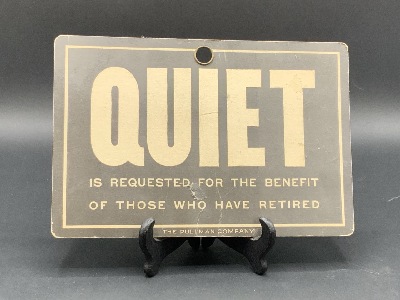 QUIET
IS REQUESTED FOR THE BENEFIT
OF THOSE WHO HAVE RETIRED
THE PULLMAN COMPANY